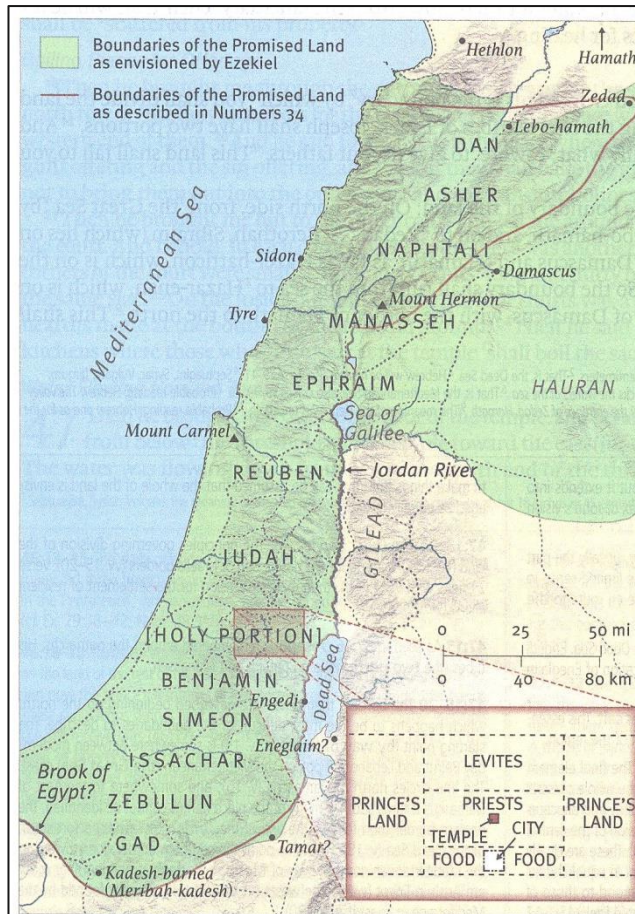 Boundaries of the Promised Land
as envisioned by Ezekiel
Boundaries of the Promised Land
as described in Numbers 34
Hethlon
Hamath
Zedad
Lebo-hamath
DAN
ASHER
NAPHTALI
Mediterranean Sea
Sidon
Damascus
Mount Hermon
Tyre
MANASSEH
EPHRAIM
HAURAN
Sea of
Galilee
Mount Carmel
REUBEN
Jordan River
GILEAD
JUDAH
[HOLY PORTION]
0 25 50 mi
0 40 80 km
BENJAMIN
Dead Sea
Engedi
SIMEON
Eneglaim?
ISSACHAR
Brook of
Egypt?
ZEBULUN
GAD
Tamar?
Kadesh-barnea
(Meribah-kadesh)
LEVITES
PRINCE'S
LAND
PRIESTS
PRINCE'S
LAND
TEMPLE
CITY
FOOD
FOOD